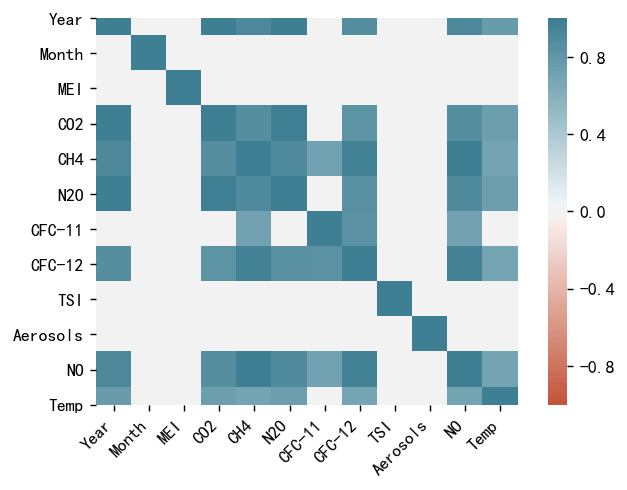 Year
Month
MEI
CO2
CH4
N2O
CFC-11
CFC-12
TSI
Aerosols
NO
Temp
Year
Month
MEI
CO2
CH4
N2O
CFC-11
CFC-12
TSI
Aerosols
NO
Temp
0.8
0.4
0.0
-0.4
-0.8